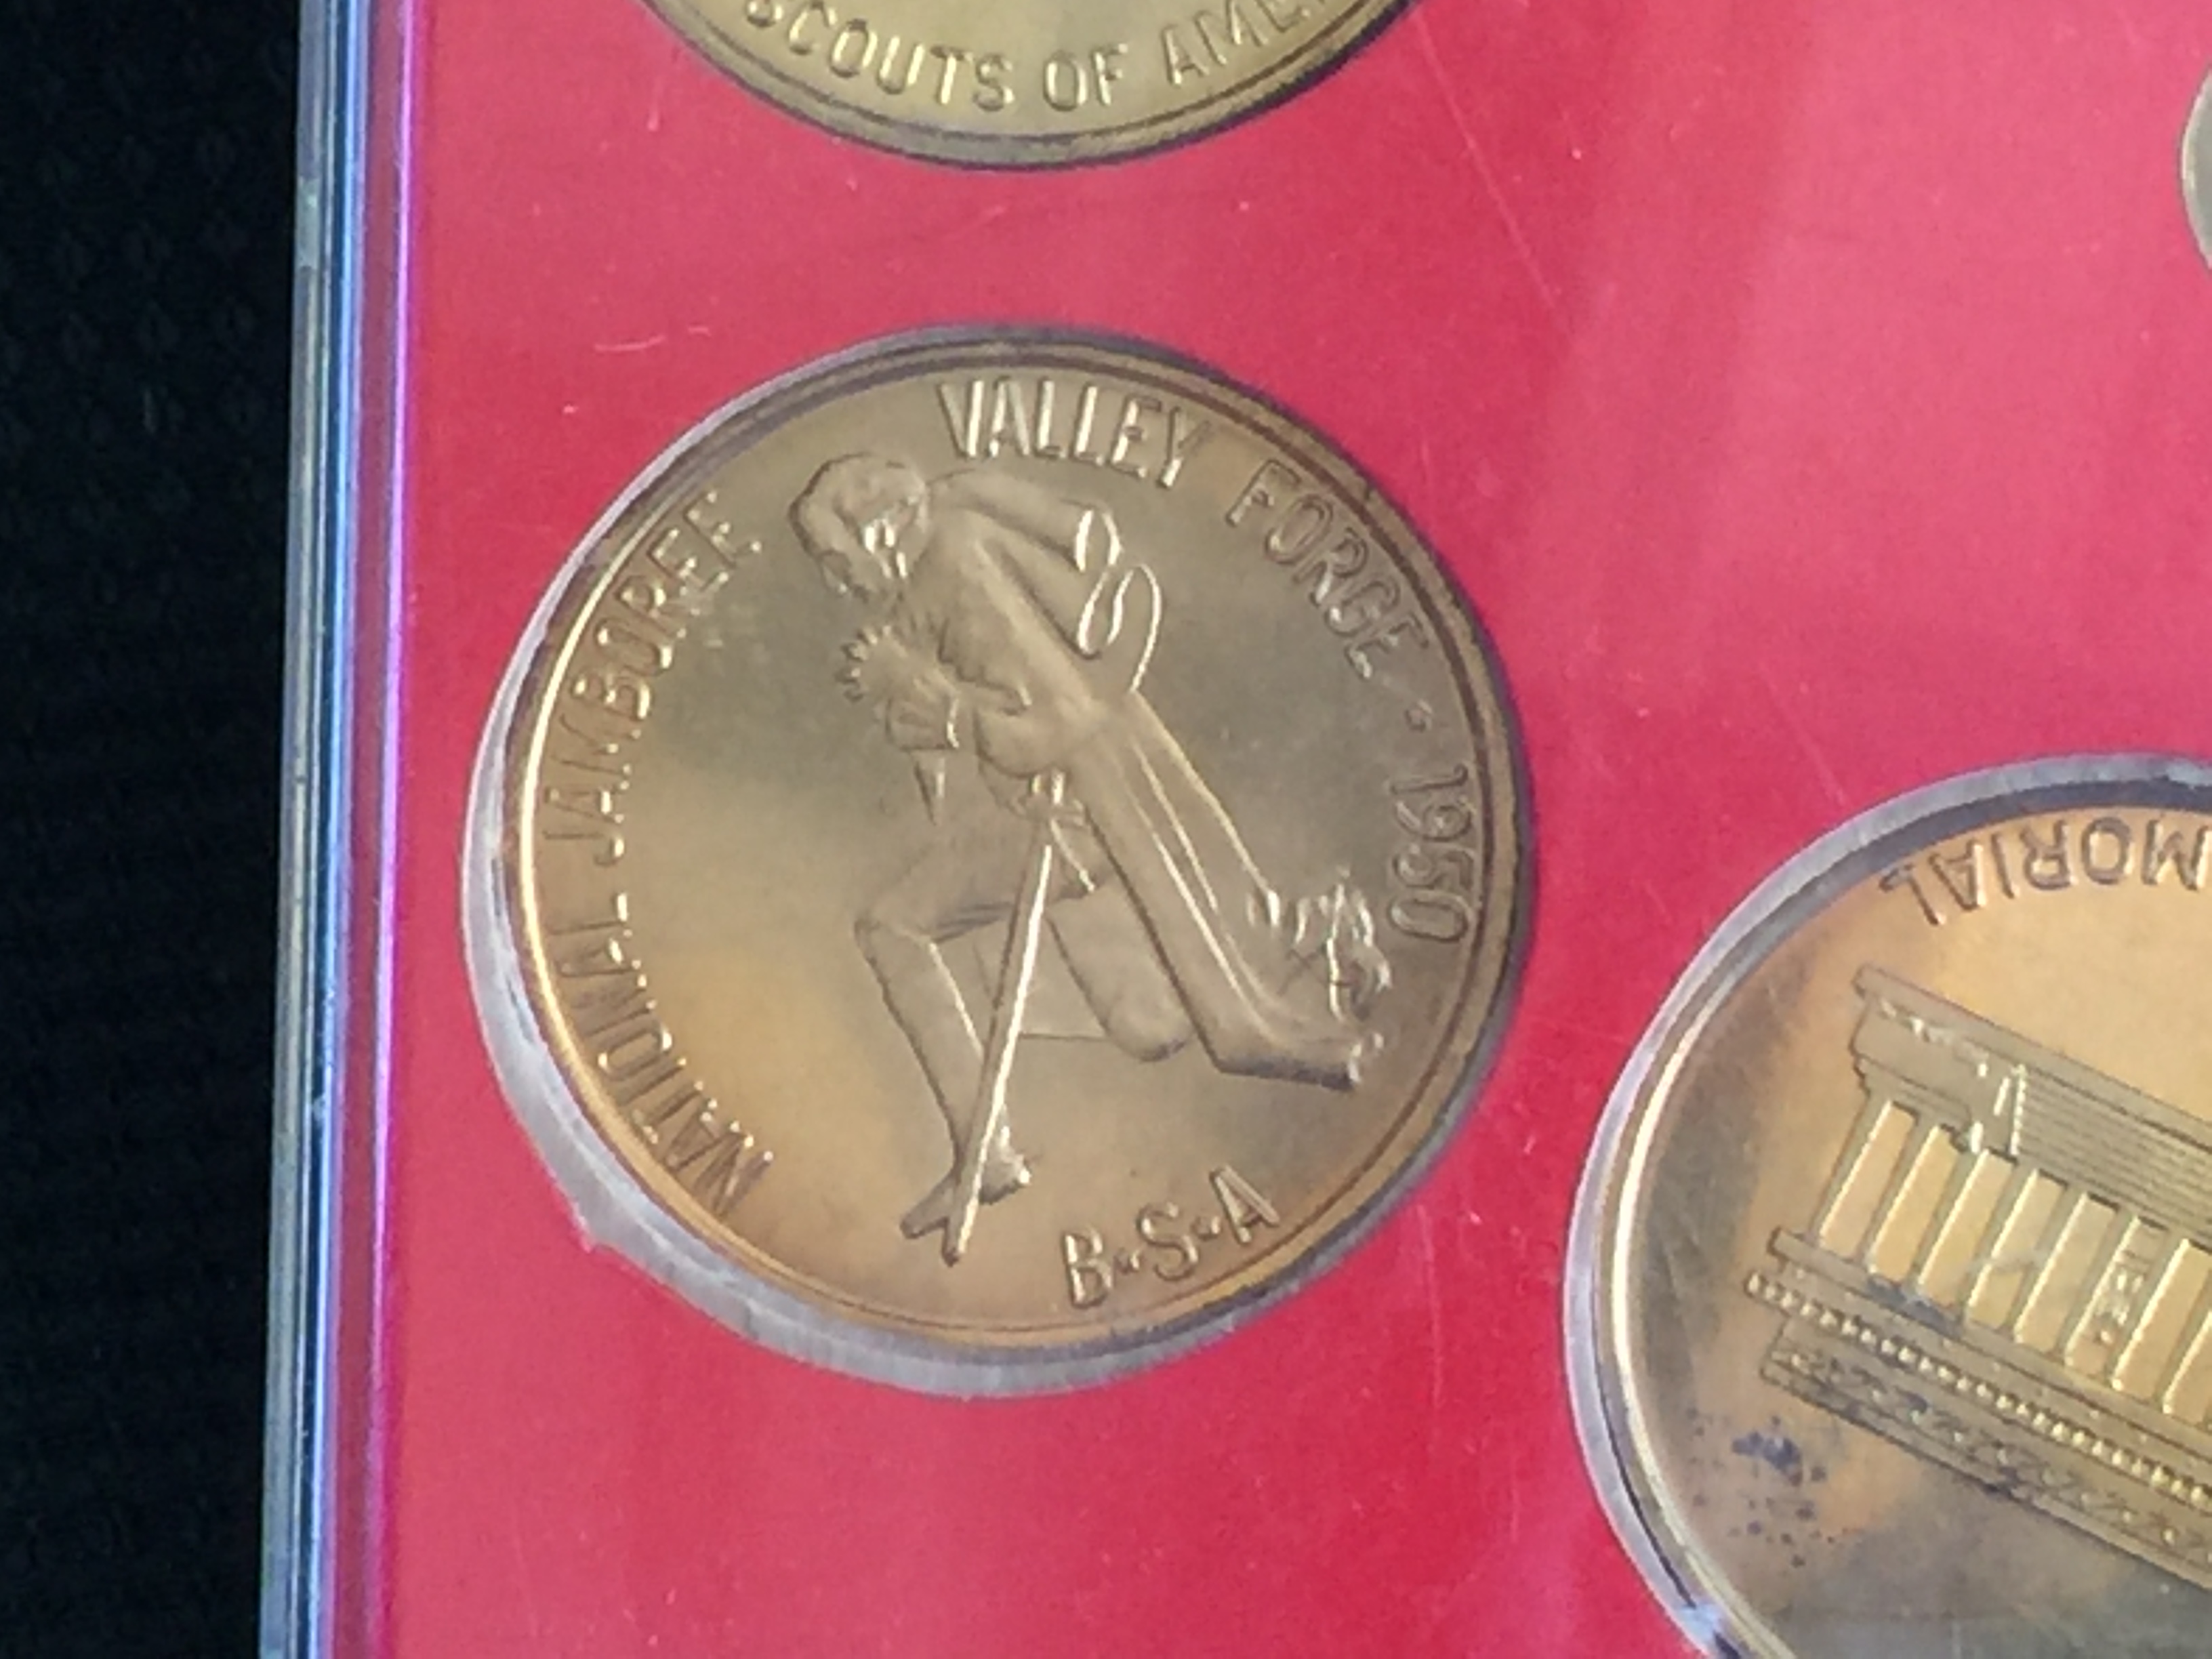 SCOUTS OF AME
NATIONAL JAMBOREE VALLEY FORGE • 1950
B•S•A
MORIAL